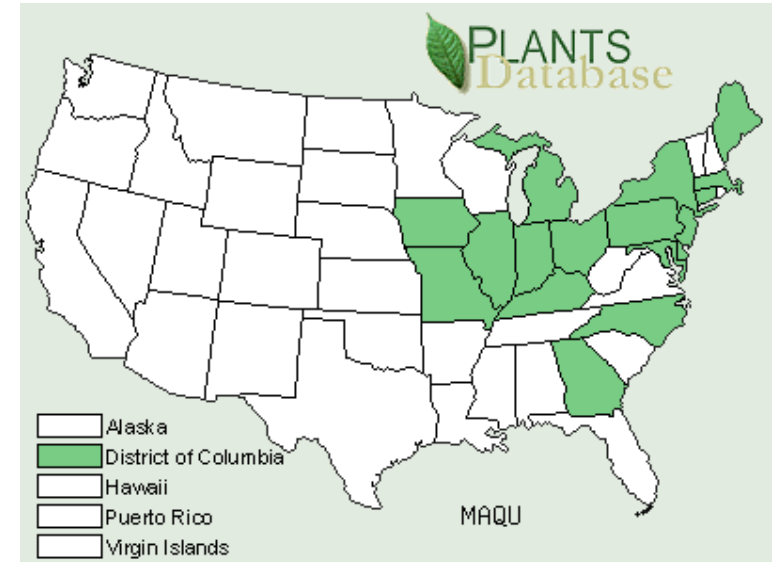 PLANTS
Database
Alaska
District of Columbia
Hawaii
Puerto Rico
Virgin Islands
MAQU